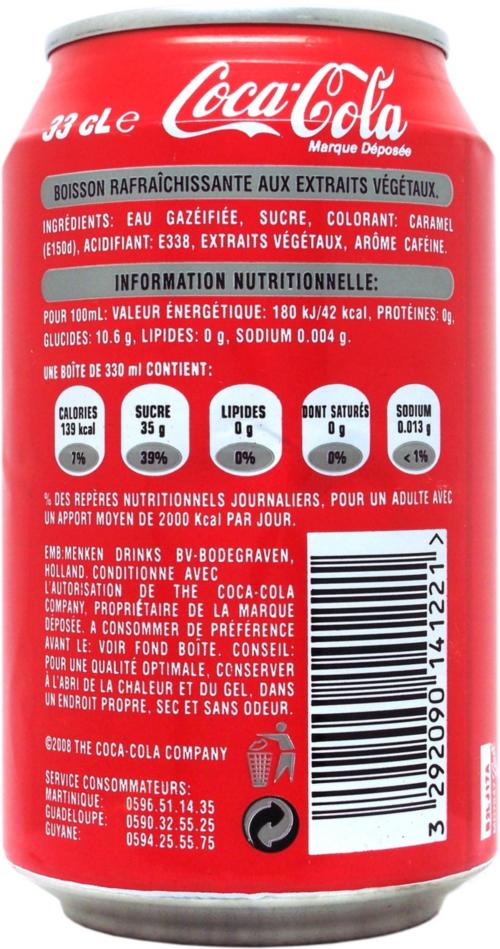 33 cL e Coca-Cola
Marque Déposée
BOISSON RAFRAÎCHISSANTE AUX EXTRAITS VÉGÉTAUX.
INGRÉDIENTS: EAU GAZÉIFIÉE, SUCRE, COLORANT: CARAMEL
(E150d), ACIDIFIANT: E338, EXTRAITS VÉGÉTAUX, ARÔME CAFÉINE.
INFORMATION NUTRITIONNELLE:
POUR 100mL: VALEUR ÉNERGÉTIQUE: 180 kJ/42 kcal, PROTÉINES: 0g,
GLUCIDES: 10.6 g, LIPIDES: 0 g, SODIUM 0.004 g.
UNE BOÎTE DE 330 ml CONTIENT:
CALORIES SUCRE LIPIDES DONT SATURÉS SODIUM
139 kcal 35 g 0 g 0 g 0.013 g
7% 39% 0% 0% <1%
% DES REPÈRES NUTRITIONNELS JOURNALIERS, POUR UN ADULTE AVEC
UN APPORT MOYEN DE 2000 Kcal PAR JOUR.
EMB:MENKEN DRINKS BV-BODEGRAVEN,
HOLLAND. CONDITIONNE AVEC
L'AUTORISATION DE THE COCA-COLA
COMPANY, PROPRIÉTAIRE DE LA MARQUE
DÉPOSÉE. A CONSOMMER DE PRÉFÉRENCE
AVANT LE: VOIR FOND BOÎTE. CONSEIL:
POUR UNE QUALITÉ OPTIMALE, CONSERVER
À L'ABRI DE LA CHALEUR ET DU GEL, DANS
UN ENDROIT PROPRE, SEC ET SANS ODEUR.
©2008 THE COCA-COLA COMPANY
SERVICE CONSOMMATEURS:
MARTINIQUE: 0596.51.14.35
GUADELOUPE: 0590.32.55.25
GUYANE: 0594.25.55.75
3 292090 141221 >